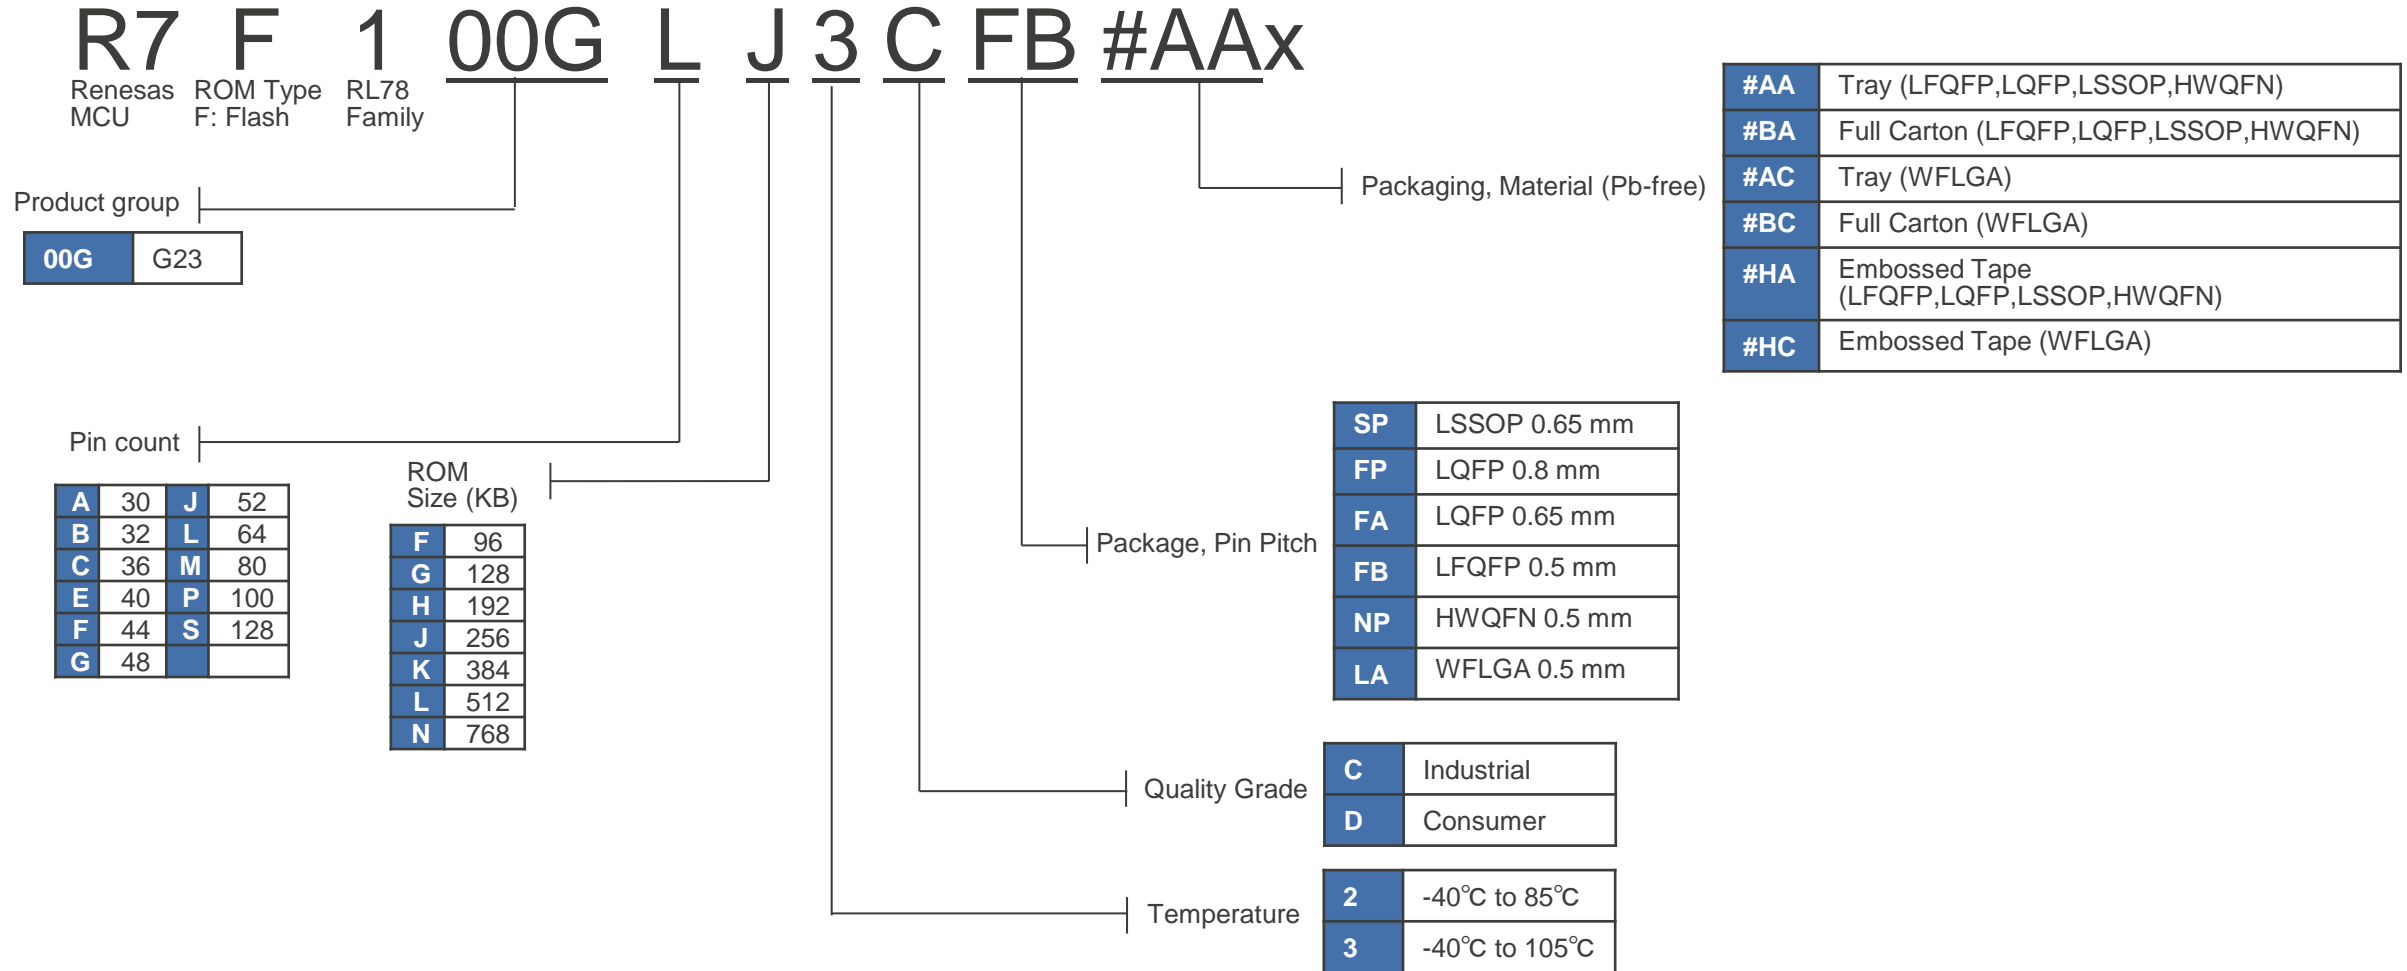 R7 F 1 00G L J 3 C FB #AAx
Renesas ROM Type RL78
MCU F: Flash Family
Product group
00G G23
Pin count
A 30 J 52
B 32 L 64
C 36 M 80
E 40 P 100
F 44 S 128
G 48
ROM
Size (KB)
F 96
G 128
H 192
J 256
K 384
L 512
N 768
Packaging, Material (Pb-free)
#AA Tray (LFQFP,LQFP,LSSOP,HWQFN)
#BA Full Carton (LFQFP,LQFP,LSSOP,HWQFN)
#AC Tray (WFLGA)
#BC Full Carton (WFLGA)
#HA Embossed Tape
(LFQFP,LQFP,LSSOP,HWQFN)
#HC Embossed Tape (WFLGA)
Package, Pin Pitch
SP LSSOP 0.65 mm
FP LQFP 0.8 mm
FA LQFP 0.65 mm
FB LFQFP 0.5 mm
NP HWQFN 0.5 mm
LA WFLGA 0.5 mm
Quality Grade
C Industrial
D Consumer
Temperature
2 -40℃ to 85℃
3 -40℃ to 105℃